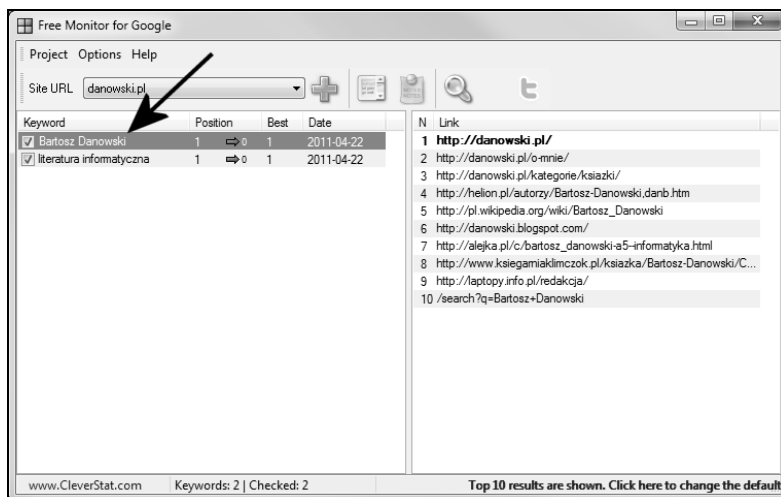 Free Monitor for Google
Project Options Help
Site URL danowski.pl
Keyword Position Best Date
Bartosz Danowski 1 0 1 2011-04-22
literatura informatyczna 1 0 1 2011-04-22
N Link
1 http://danowski.pl/
2 http://danowski.pl/o-mnie/
3 http://danowski.pl/kategorie/ksiazki/
4 http://helion.pl/autorzy/Bartosz-Danowski,danb.htm
5 http://pl.wikipedia.org/wiki/Bartosz_Danowski
6 http://danowski.blogspot.com/
7 http://alejka.pl/c/bartosz_danowski-a5--informatyka.html
8 http://www.ksiegarniaklimczok.pl/ksiazka/Bartosz-Danowski/C...
9 http://laptopy.info.pl/redakcja/
10 /search?q=Bartosz+Danowski
www.CleverStat.com Keywords: 2 | Checked: 2 Top 10 results are shown. Click here to change the default